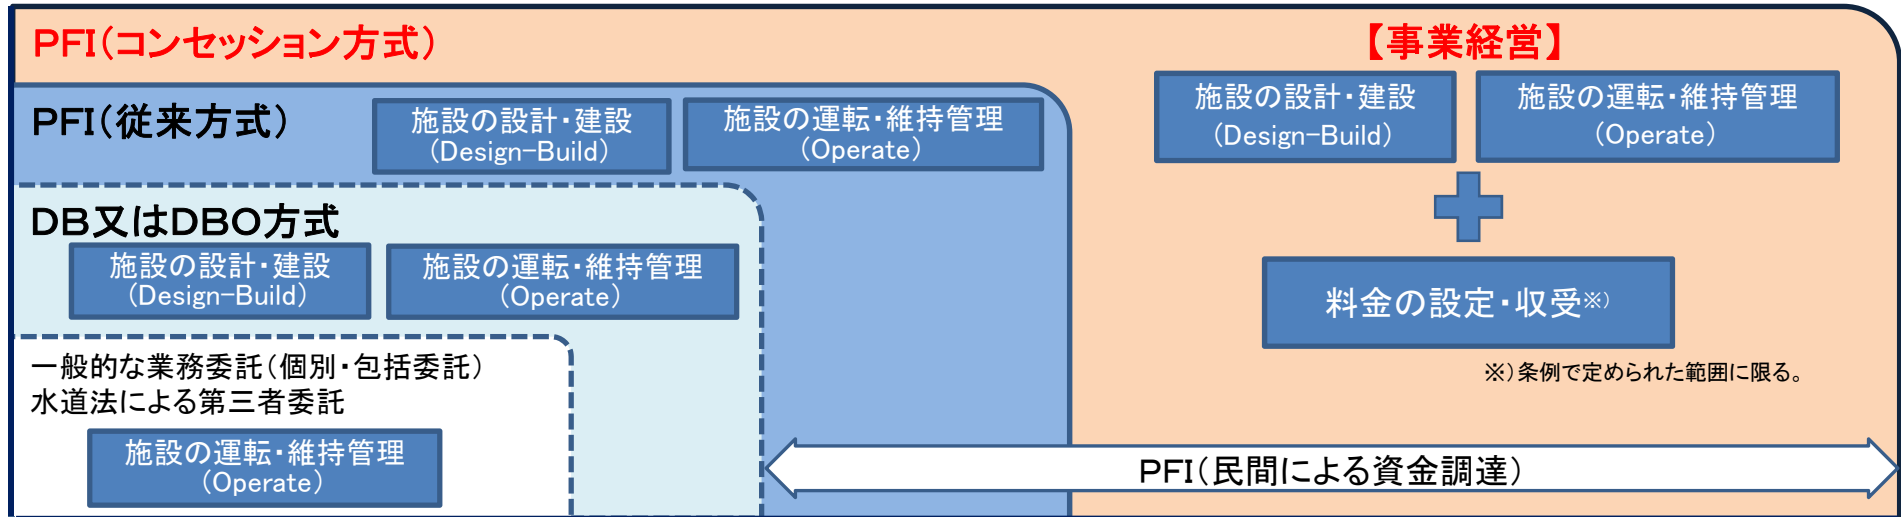 PFI(コンセッション方式)
【事業経営】
施設の設計・建設
(Design-Build)
施設の運転・維持管理
(Operate)
料金の設定・収受※)
※)条例で定められた範囲に限る。
PFI(従来方式)
施設の設計・建設
(Design-Build)
施設の運転・維持管理
(Operate)
DB又はDBO方式
施設の設計・建設
(Design-Build)
施設の運転・維持管理
(Operate)
一般的な業務委託(個別・包括委託)
水道法による第三者委託
施設の運転・維持管理
(Operate)
PFI(民間による資金調達)